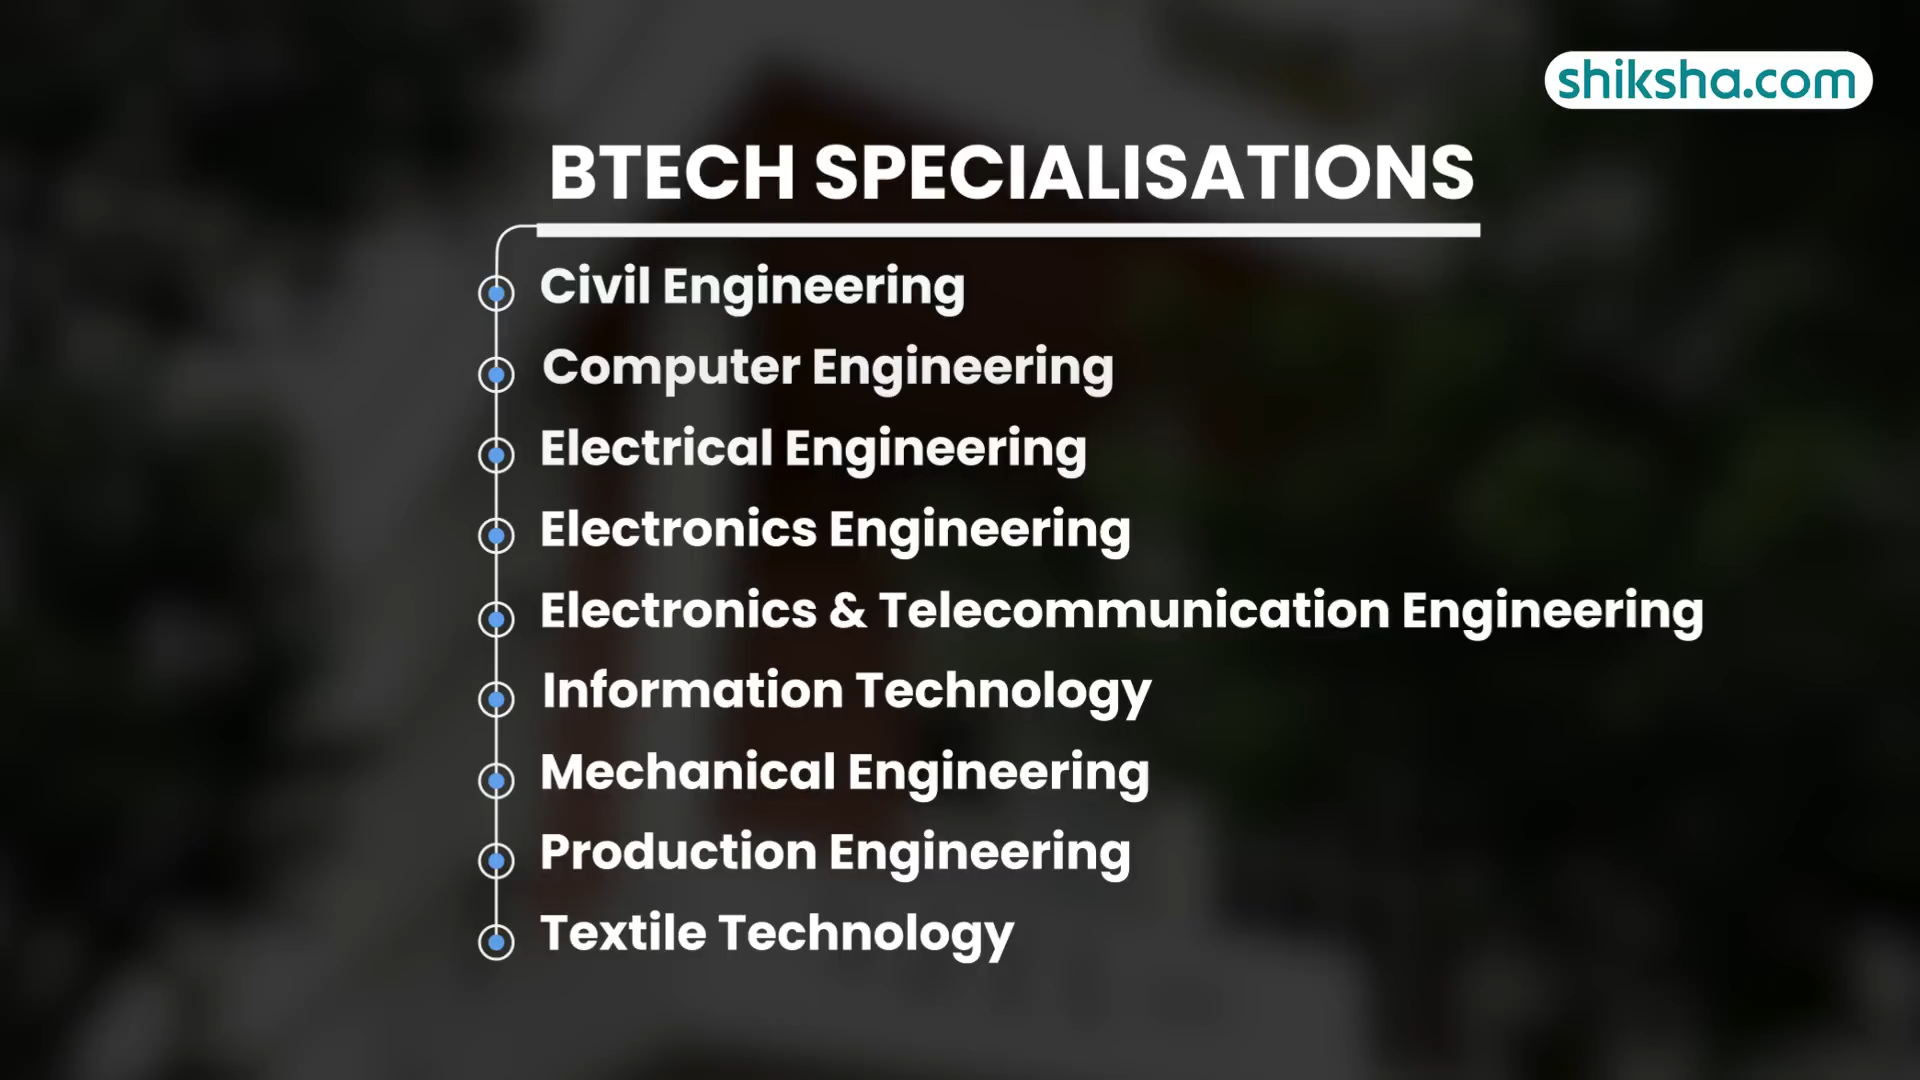 shiksha.com
BTECH SPECIALISATIONS
Civil Engineering
Computer Engineering
Electrical Engineering
Electronics Engineering
Electronics & Telecommunication Engineering
Information Technology
Mechanical Engineering
Production Engineering
Textile Technology